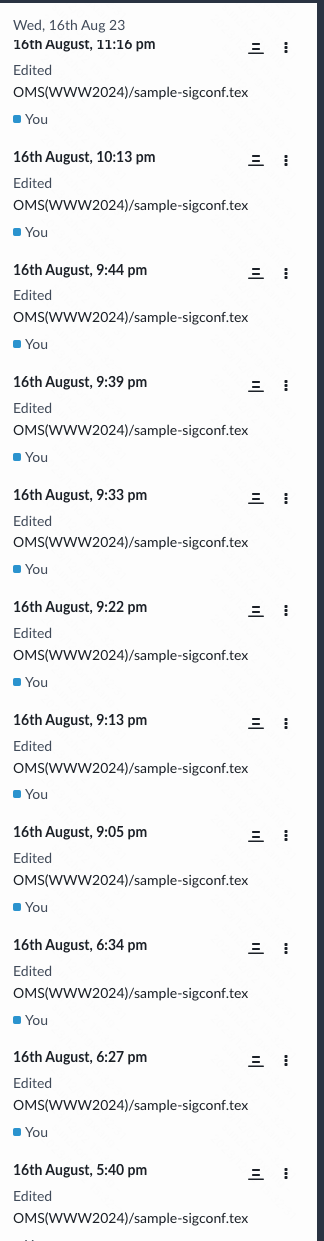 Wed, 16th Aug 23
16th August, 11:16 pm
Edited
OMS(WWW2024)/sample-sigconf.tex
You
16th August, 10:13 pm
Edited
OMS(WWW2024)/sample-sigconf.tex
You
16th August, 9:44 pm
Edited
OMS(WWW2024)/sample-sigconf.tex
You
16th August, 9:39 pm
Edited
OMS(WWW2024)/sample-sigconf.tex
You
16th August, 9:33 pm
Edited
OMS(WWW2024)/sample-sigconf.tex
You
16th August, 9:22 pm
Edited
OMS(WWW2024)/sample-sigconf.tex
You
16th August, 9:13 pm
Edited
OMS(WWW2024)/sample-sigconf.tex
You
16th August, 9:05 pm
Edited
OMS(WWW2024)/sample-sigconf.tex
You
16th August, 6:34 pm
Edited
OMS(WWW2024)/sample-sigconf.tex
You
16th August, 6:27 pm
Edited
OMS(WWW2024)/sample-sigconf.tex
You
16th August, 5:40 pm
Edited
OMS(WWW2024)/sample-sigconf.tex